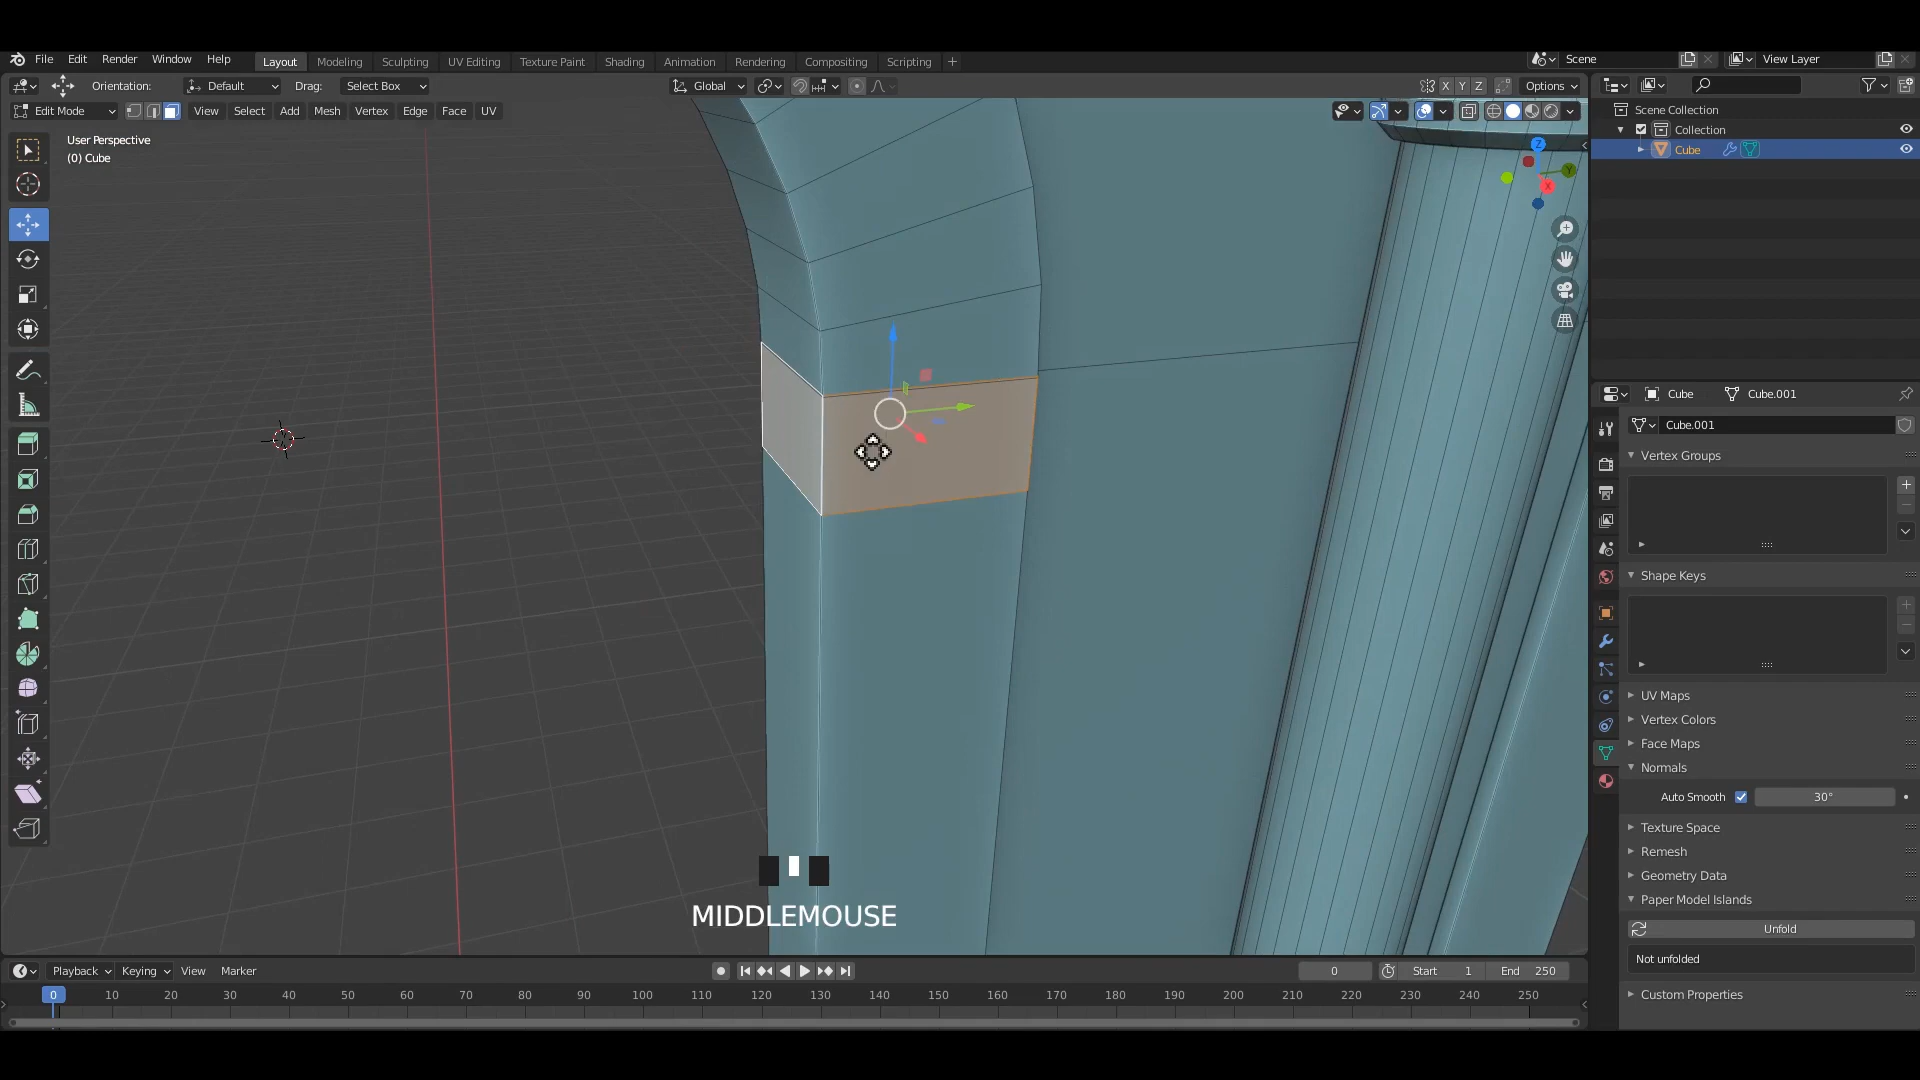 File Edit Render Window Help Layout Modeling Sculpting UV Editing Texture Paint Shading Animation Rendering Compositing Scripting + Scene View Layer
Orientation: Default Drag: Select Box Global X Y Z Options
Edit Mode View Select Add Mesh Vertex Edge Face UV
User Perspective
(0) Cube
Z
Y
X
Scene Collection
Collection
Cube
Cube Cube.001
Cube.001
Vertex Groups
Shape Keys
UV Maps
Vertex Colors
Face Maps
Normals
Auto Smooth 30°
Texture Space
Remesh
Geometry Data
Paper Model Islands
Unfold
Not unfolded
Custom Properties
MIDDLEMOUSE
Playback Keying View Marker 0 Start 1 End 250
0 10 20 30 40 50 60 70 80 90 100 110 120 130 140 150 160 170 180 190 200 210 220 230 240 250